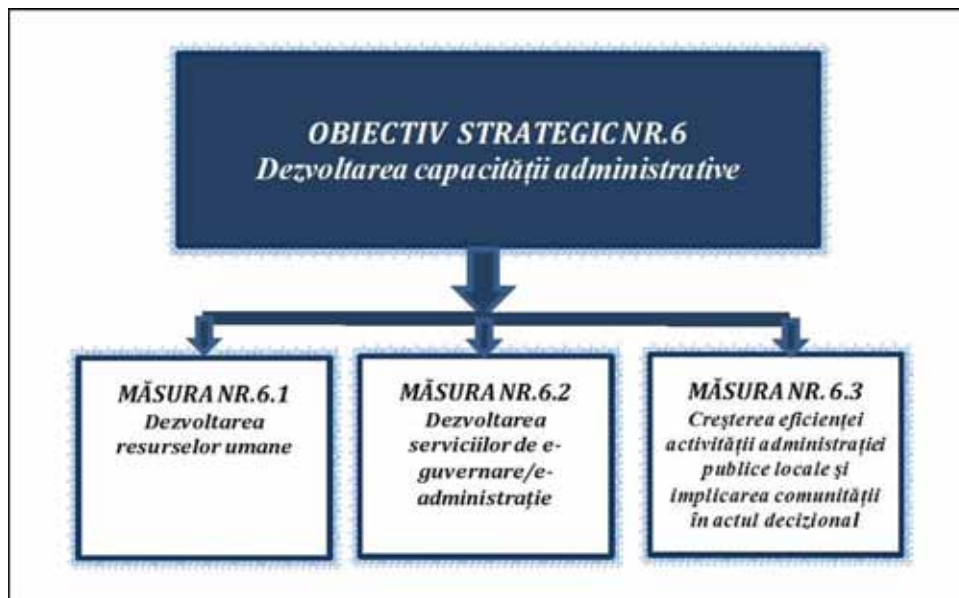 OBIECTIV STRATEGIC NR.6
Dezvoltarea capacității administrative
MĂSURA NR.6.1
Dezvoltarea
resurselor umane
MĂSURA NR.6.2
Dezvoltarea
serviciilor de e-
guvernare/e-
administrație
MĂSURA NR. 6.3
Creșterea eficienței
activității administrației
publice locale și
implicarea comunității
în actul decizional